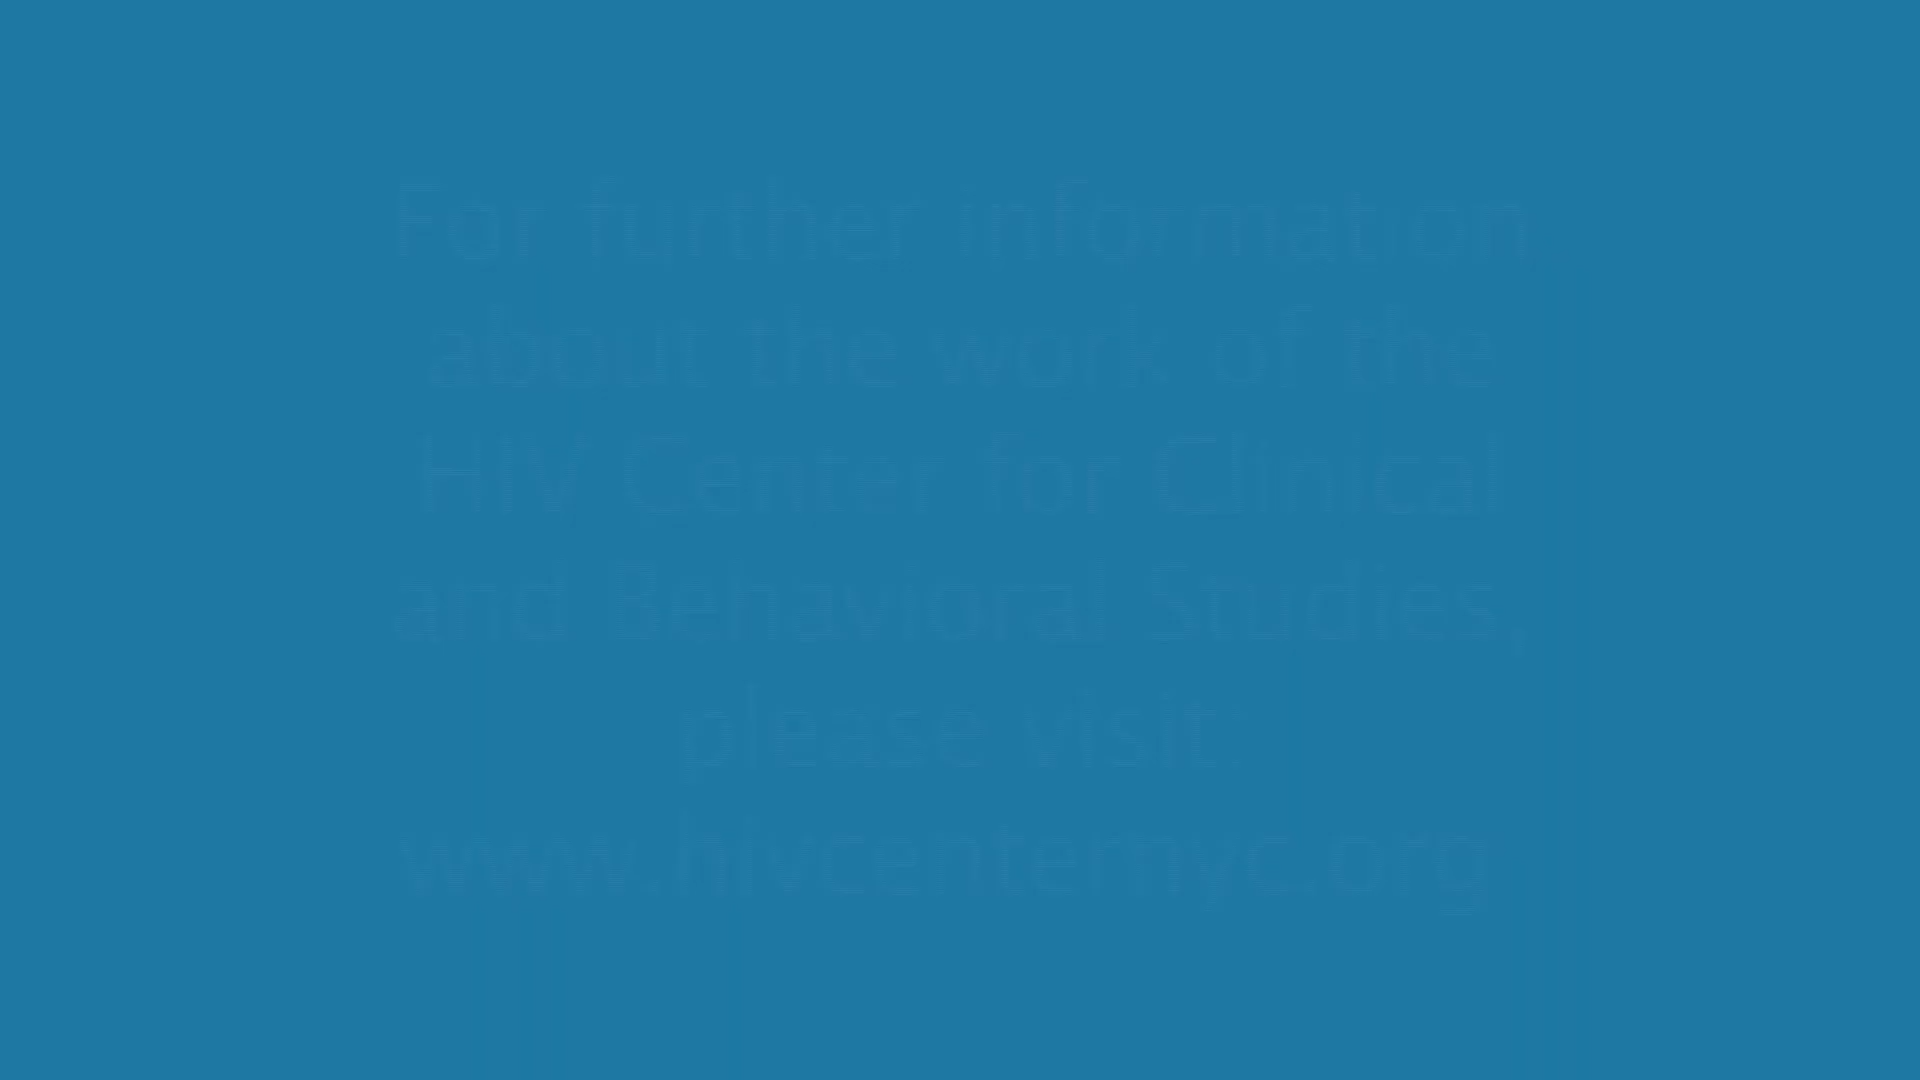 For further information
about the work of the
HIV Center for Clinical
and Behavioral Studies,
please visit:
www.hivcenternyc.org